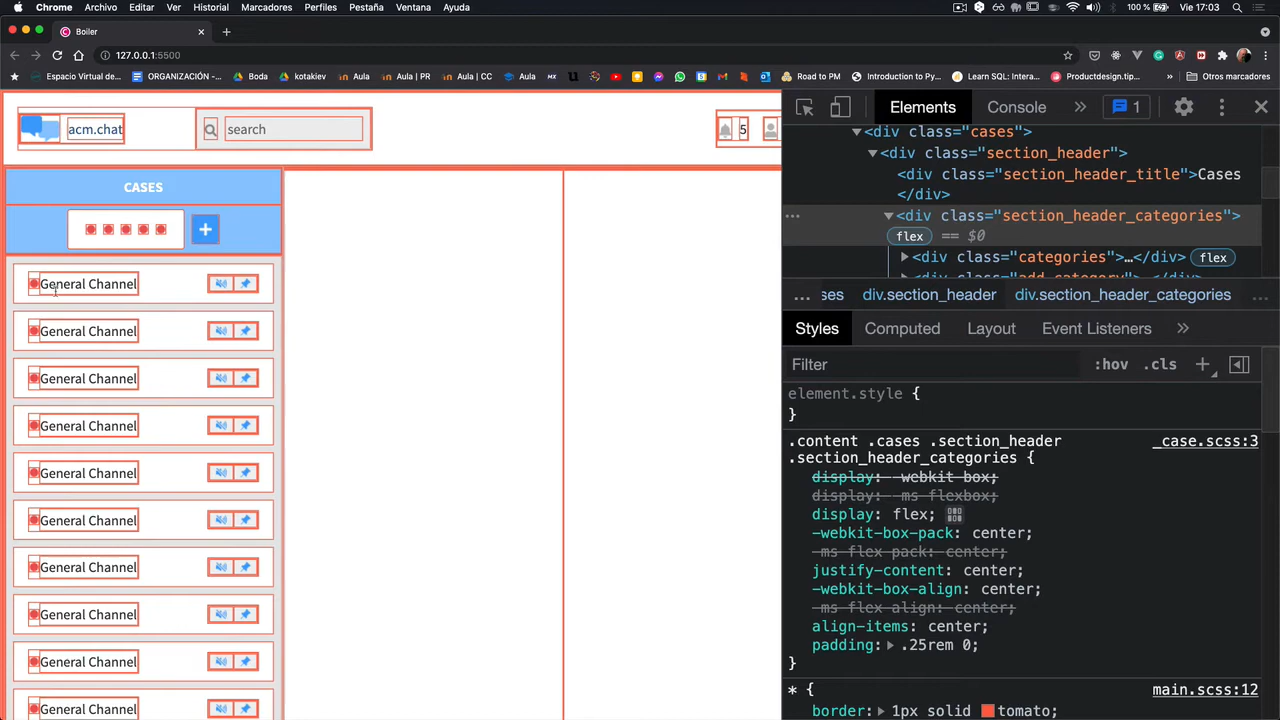 Chrome Archivo Editar Ver Historial Marcadores Perfiles Pestaña Ventana Ayuda 100 % Vie 17:03
Boiler
127.0.0.1:5500
Espacio Virtual de... ORGANIZACIÓN -... Boda kotakiev Aula Aula | PR Aula | CC Aula Road to PM Introduction to Py... Learn SQL: Intera... Productdesign.tip... » Otros marcadores
acm.chat search 5
CASES
+
General Channel
General Channel
General Channel
General Channel
General Channel
General Channel
General Channel
General Channel
General Channel
General Channel
Elements Console » 1
<div class="cases">
<div class="section_header">
<div class="section_header_title">Cases
</div>
<div class="section_header_categories">
flex == $0
<div class="categories">…</div> flex
<div class="add_category">…</div>
... ses div.section_header div.section_header_categories ...
Styles Computed Layout Event Listeners »
Filter :hov .cls +
element.style {
}
.content .cases .section_header _case.scss:3
.section_header_categories {
display: -webkit-box;
display: -ms-flexbox;
display: flex;
-webkit-box-pack: center;
-ms-flex-pack: center;
justify-content: center;
-webkit-box-align: center;
-ms-flex-align: center;
align-items: center;
padding: .25rem 0;
}
* { main.scss:12
border: 1px solid tomato;